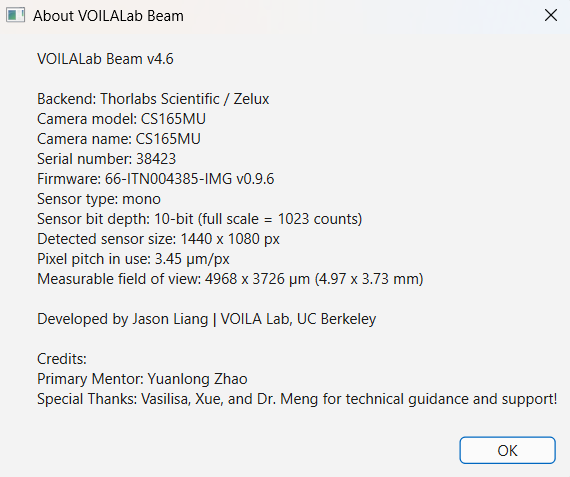 About VOILALab Beam
VOILALab Beam v4.6
Backend: Thorlabs Scientific / Zelux
Camera model: CS165MU
Camera name: CS165MU
Serial number: 38423
Firmware: 66-ITN004385-IMG v0.9.6
Sensor type: mono
Sensor bit depth: 10-bit (full scale = 1023 counts)
Detected sensor size: 1440 x 1080 px
Pixel pitch in use: 3.45 µm/px
Measurable field of view: 4968 x 3726 µm (4.97 x 3.73 mm)
Developed by Jason Liang | VOILA Lab, UC Berkeley
Credits:
Primary Mentor: Yuanlong Zhao
Special Thanks: Vasilisa, Xue, and Dr. Meng for technical guidance and support!
OK